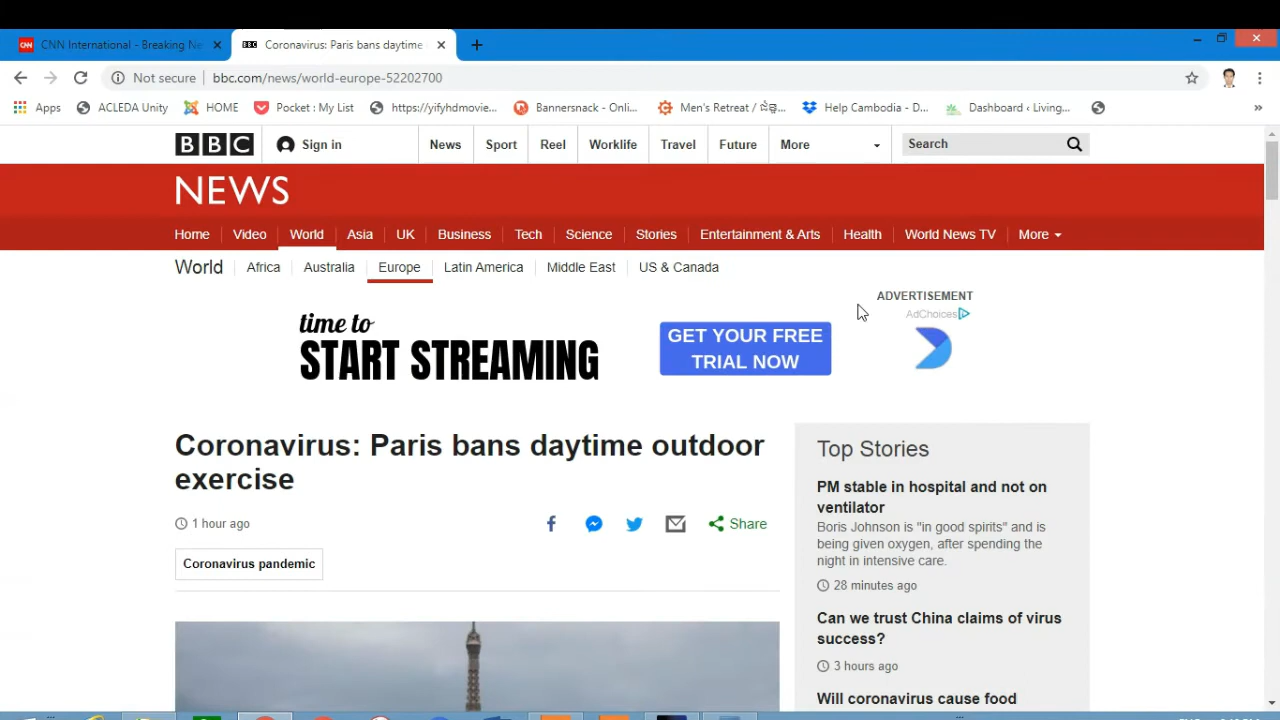 CNN CNN International - Breaking Ne
BBC Coronavirus: Paris bans daytime
Not secure bbc.com/news/world-europe-52202700
Apps ACLEDA Unity HOME Pocket : My List https://yifyhdmovie... Bannersnack - Onli... Men's Retreat / Help Cambodia - D... Dashboard ‹ Living... »
BBC Sign in News Sport Reel Worklife Travel Future More Search
NEWS
Home Video World Asia UK Business Tech Science Stories Entertainment & Arts Health World News TV More
World Africa Australia Europe Latin America Middle East US & Canada
ADVERTISEMENT
AdChoices
time to
START STREAMING
GET YOUR FREE
TRIAL NOW
Coronavirus: Paris bans daytime outdoor
exercise
1 hour ago
Share
Coronavirus pandemic
Top Stories
PM stable in hospital and not on
ventilator
Boris Johnson is "in good spirits" and is
being given oxygen, after spending the
night in intensive care.
28 minutes ago
Can we trust China claims of virus
success?
3 hours ago
Will coronavirus cause food